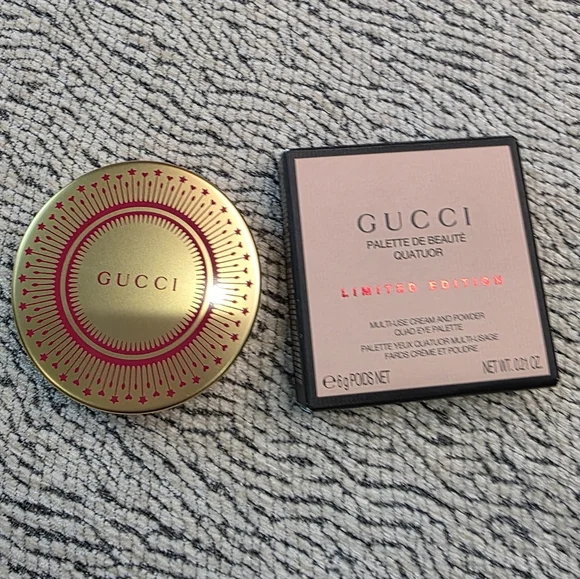 GUCCI
GUCCI
PALETTE DE BEAUTÉ
QUATUOR
LIMITED EDITION
MULTI-USE CREAM AND POWDER
QUAD EYE PALETTE
PALETTE YEUX QUATUOR MULTI-USAGE
FARDS CRÈME ET POUDRE
℮ 6 g POIDS NET NET WT. 0.21 OZ.